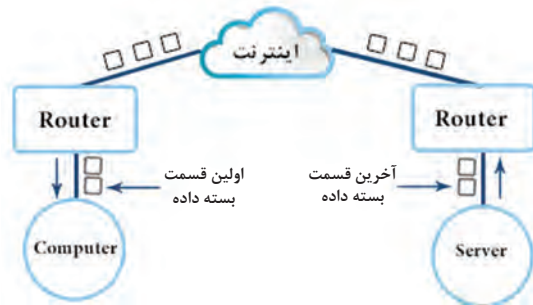 اینترنت
Router
Router
اولین قسمت
بسته داده
آخرین قسمت
بسته داده
Computer
Server